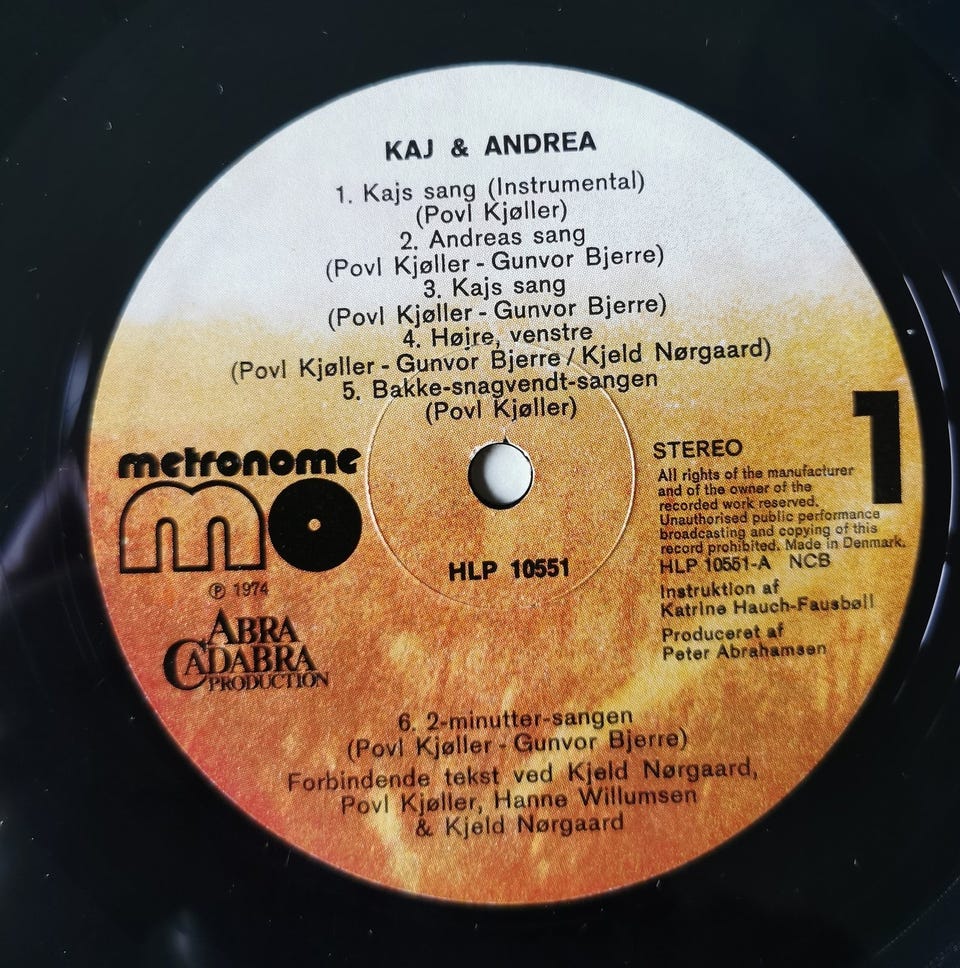 KAJ & ANDREA
1. Kajs sang (Instrumental)
(Povl Kjøller)
2. Andreas sang
(Povl Kjøller - Gunvor Bjerre)
3. Kajs sang
(Povl Kjøller - Gunvor Bjerre)
4. Højre, venstre
(Povl Kjøller - Gunvor Bjerre / Kjeld Nørgaard)
5. Bakke-snagvendt-sangen
(Povl Kjøller)
metronome
mo
℗ 1974
ABRA
CADABRA
PRODUCTION
HLP 10551
1
STEREO
All rights of the manufacturer
and of the owner of the
recorded work reserved.
Unauthorised public performance
broadcasting and copying of this
record prohibited. Made in Denmark.
HLP 10551-A NCB
Instruktion af
Katrine Hauch-Fausbøll
Produceret af
Peter Abrahamsen
6. 2-minutter-sangen
(Povl Kjøller - Gunvor Bjerre)
Forbindende tekst ved Kjeld Nørgaard,
Povl Kjøller, Hanne Willumsen
& Kjeld Nørgaard